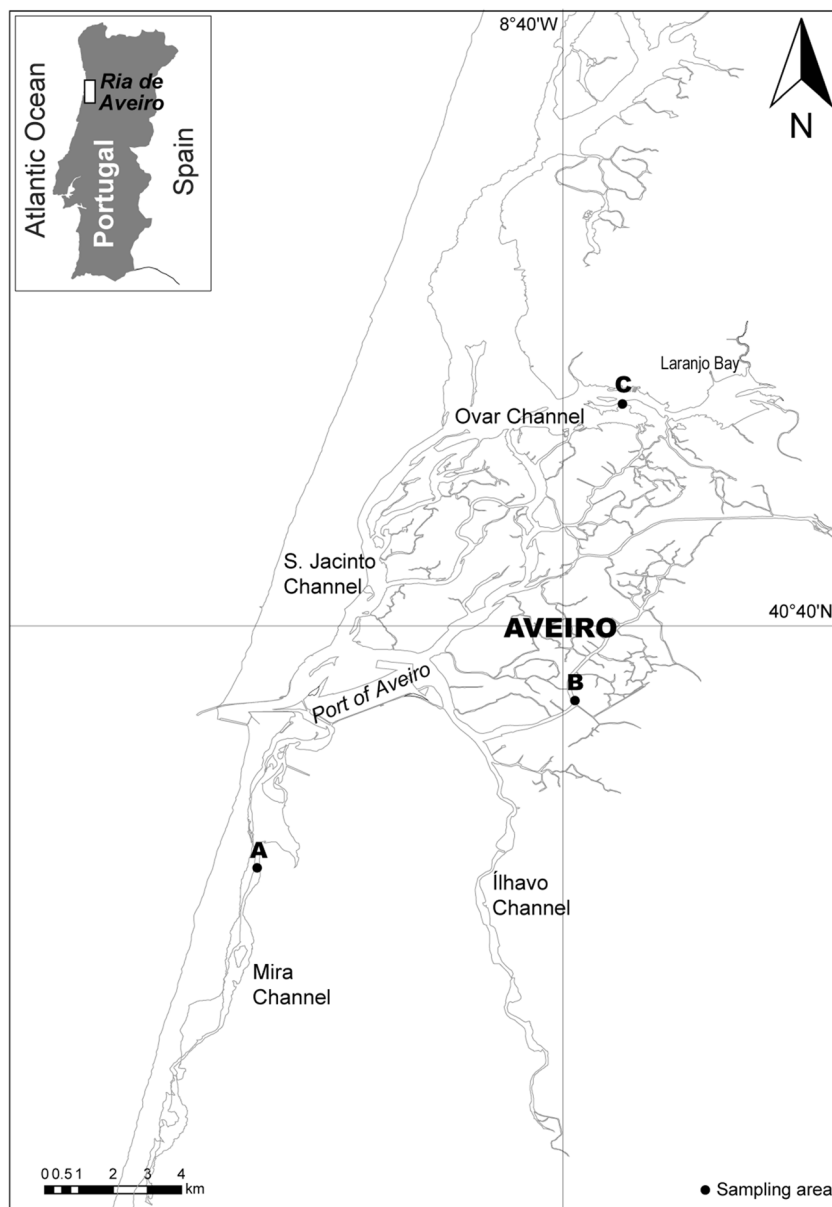 8°40'W
Ria de
Aveiro
Atlantic Ocean
Portugal
Spain
N
Laranjo Bay
C
Ovar Channel
S. Jacinto
Channel
40°40'N
AVEIRO
Port of Aveiro
B
A
Ílhavo
Channel
Mira
Channel
0 0.5 1 2 3 4
km
Sampling area